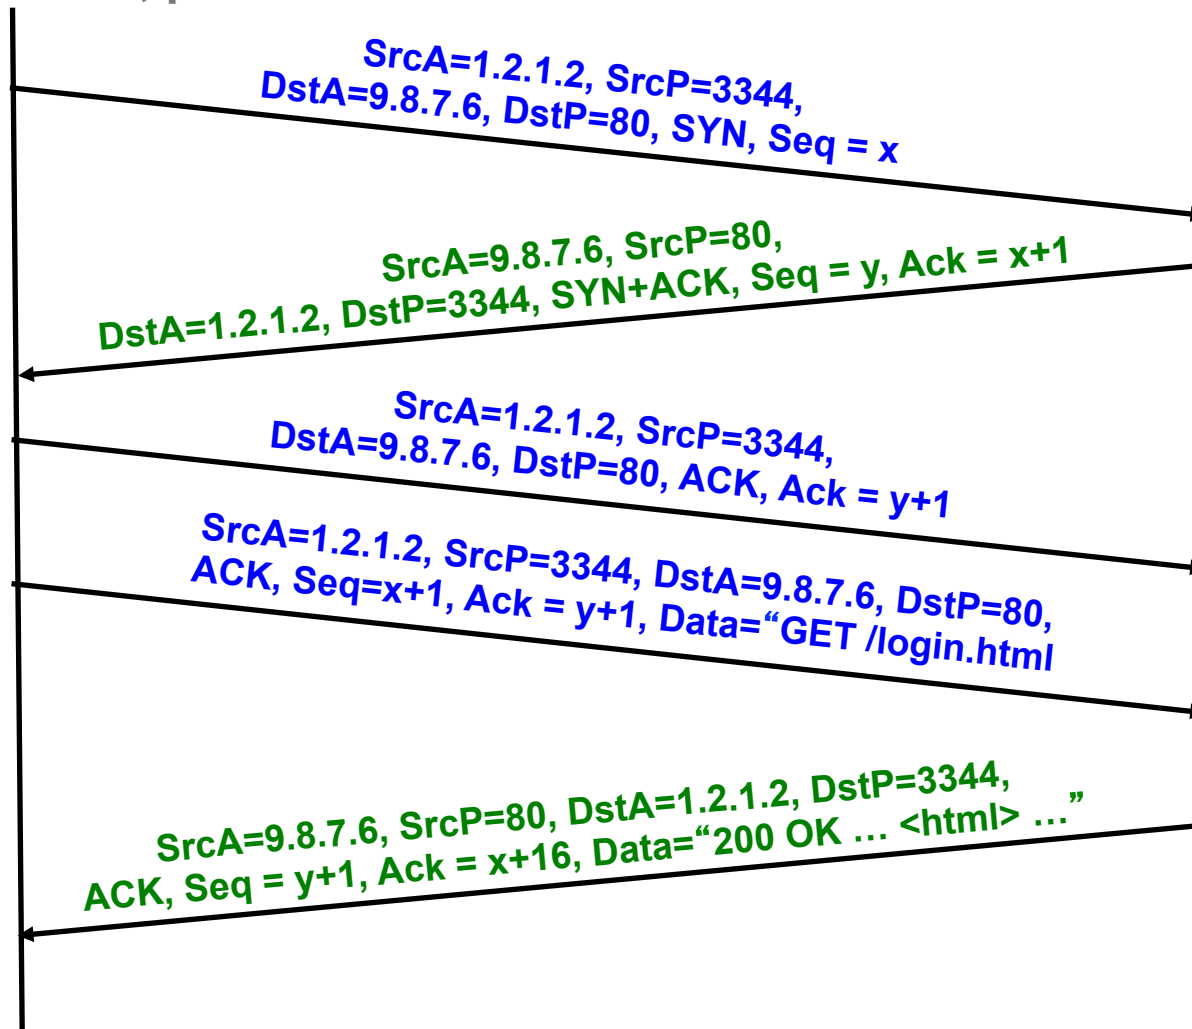 SrcA=1.2.1.2, SrcP=3344,
DstA=9.8.7.6, DstP=80, SYN, Seq = x
SrcA=9.8.7.6, SrcP=80,
DstA=1.2.1.2, DstP=3344, SYN+ACK, Seq = y, Ack = x+1
SrcA=1.2.1.2, SrcP=3344,
DstA=9.8.7.6, DstP=80, ACK, Ack = y+1
SrcA=1.2.1.2, SrcP=3344, DstA=9.8.7.6, DstP=80,
ACK, Seq=x+1, Ack = y+1, Data=“GET /login.html
SrcA=9.8.7.6, SrcP=80, DstA=1.2.1.2, DstP=3344,
ACK, Seq = y+1, Ack = x+16, Data=“200 OK … <html> …”